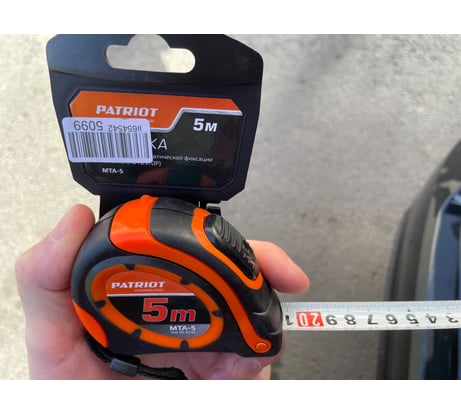 PATRIOT
5м
ii654542
5099
КА
атической фиксации
MTA-5
PATRIOT
5m
MTA-5
1 20 9 8 7 6 5 4 3